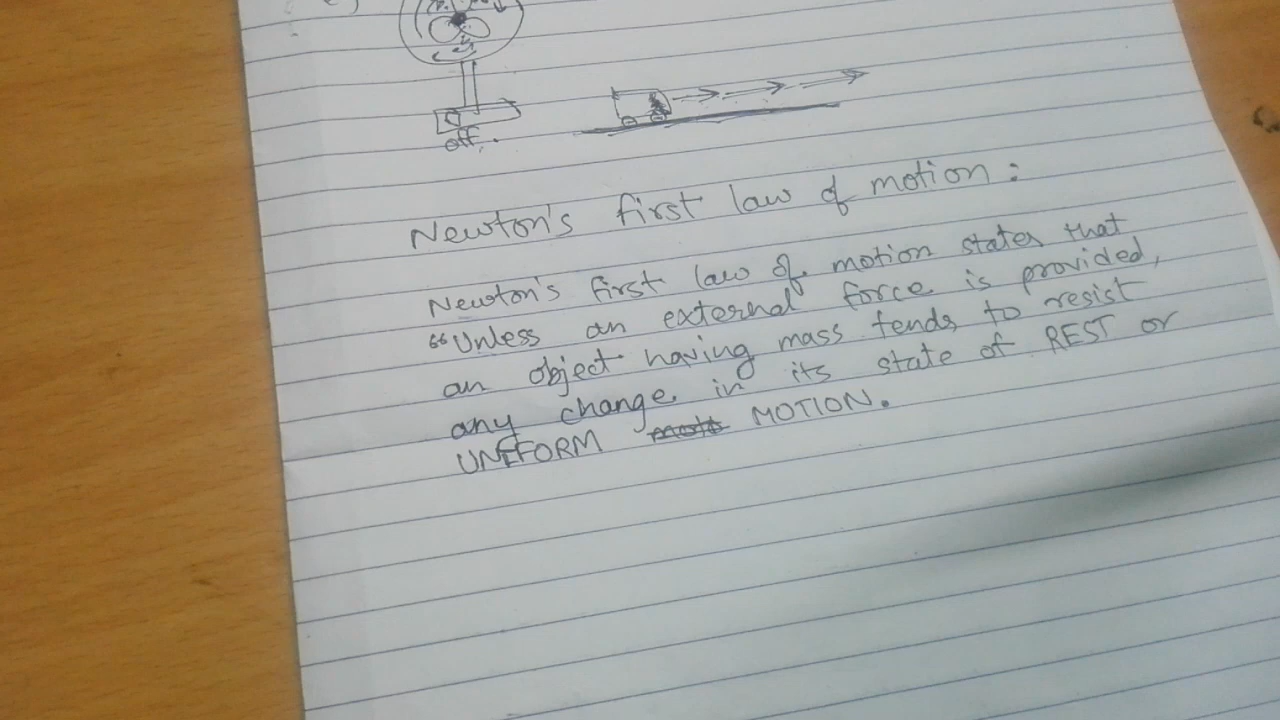 off
Newton's first law of motion:
Newton's first law of motion states that
“Unless an external force is provided,
an object having mass tends to resist
any change in its state of REST or
UNIFORM MOTION.